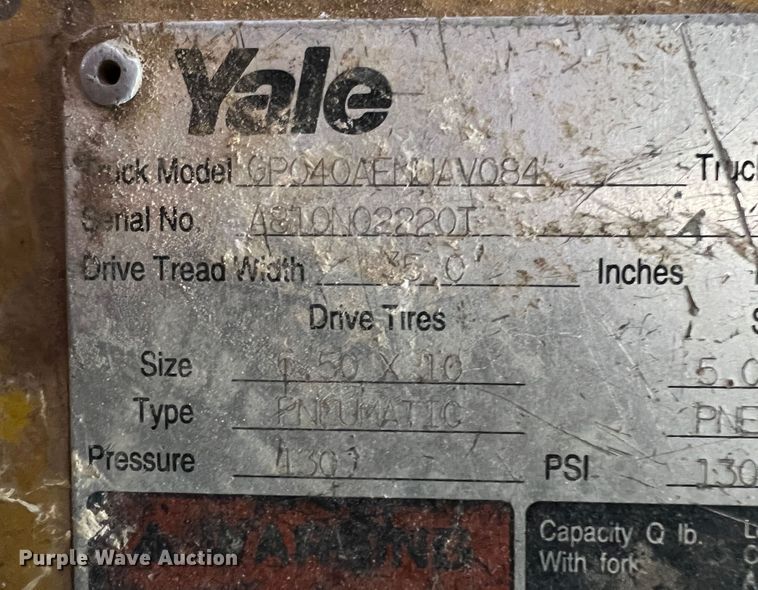 Yale
Truck Model GP040AFNUAV084 Truc
Serial No. A810N02220T
Drive Tread Width 35.0 Inches
Drive Tires
Size 6.50 X 10 5.0
Type PNEUMATIC PNE
Pressure 130 PSI 130
WARNING
Capacity Q lb.
With fork
Purple Wave Auction